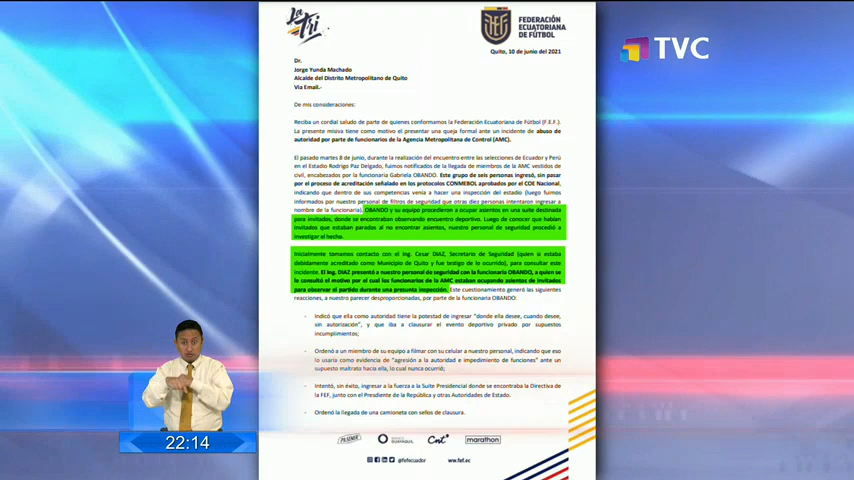 La Tri
FEF
FEDERACIÓN
ECUATORIANA
DE FÚTBOL
TVC
Quito, 10 de junio del 2021
Dr.
Jorge Yunda Machado
Alcalde del Distrito Metropolitano de Quito
Via Email.-
De mis consideraciones:
Reciba un cordial saludo de parte de quienes conformamos la Federación Ecuatoriana de Fútbol (F.E.F.).
La presente misiva tiene como motivo el presentar una queja formal ante un incidente de abuso de
autoridad por parte de funcionarios de la Agencia Metropolitana de Control (AMC).
El pasado martes 8 de junio, durante la realización del encuentro entre las selecciones de Ecuador y Perú
en el Estadio Rodrigo Paz Delgado, fuimos notificados de la llegada de miembros de la AMC vestidos de
civil, encabezados por la funcionaria Gabriela OBANDO. Este grupo de seis personas ingresó, sin pasar
por el proceso de acreditación señalado en los protocolos CONMEBOL aprobados por el COE Nacional,
indicando que dentro de sus competencias venía a hacer una inspección del estadio (luego fuimos
informados por nuestro personal de filtros de seguridad que otras diez personas intentaron ingresar a
nombre de la funcionaria). OBANDO y su equipo procedieron a ocupar asientos en una suite destinada
para invitados, donde se encontraban observando encuentro deportivo. Luego de conocer que habían
invitados que estaban parados al no encontrar asientos, nuestro personal de seguridad procedió a
investigar el hecho.
Inicialmente tomamos contacto con el Ing. Cesar DIAZ, Secretario de Seguridad (quien si estaba
debidamente acreditado como Municipio de Quito y fue testigo de lo ocurrido), para consultar este
incidente. El Ing. DIAZ presentó a nuestro personal de seguridad con la funcionaria OBANDO, a quien se
le consultó el motivo por el cual los funcionarios de la AMC estaban ocupando asientos de invitados
para observar el partido durante una presunta inspección. Este cuestionamiento generó las siguientes
reacciones, a nuestro parecer desproporcionadas, por parte de la funcionaria OBANDO:
- Indicó que ella como autoridad tiene la potestad de ingresar "donde ella desee, cuando desee,
sin autorización", y que iba a clausurar el evento deportivo privado por supuestos
incumplimientos;
- Ordenó a un miembro de su equipo a filmar con su celular a nuestro personal, indicando que eso
lo usaría como evidencia de "agresión a la autoridad e impedimento de funciones" ante un
supuesto maltrato hacia ella, lo cual nunca ocurrió;
- Intentó, sin éxito, ingresar a la fuerza a la Suite Presidencial donde se encontraba la Directiva de
la FEF, junto con el Presidente de la República y otras Autoridades de Estado.
- Ordenó la llegada de una camioneta con sellos de clausura.
22:14
PILSENER
BANCO
GUAYAQUIL
cnt
marathon
@fefecuador
www.fef.ec